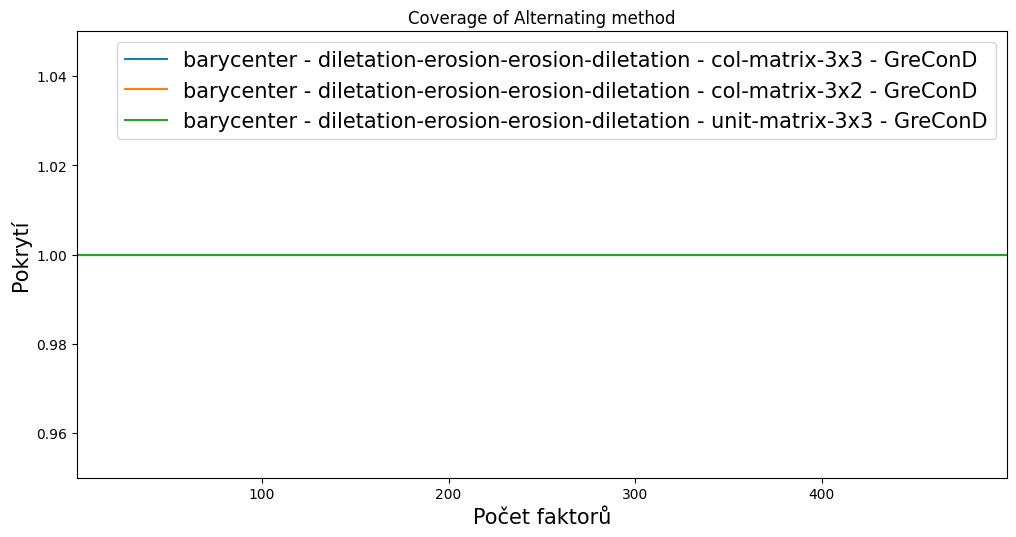 Coverage of Alternating method
barycenter - diletation-erosion-erosion-diletation - col-matrix-3x3 - GreConD
barycenter - diletation-erosion-erosion-diletation - col-matrix-3x2 - GreConD
barycenter - diletation-erosion-erosion-diletation - unit-matrix-3x3 - GreConD
1.04
1.02
1.00
0.98
0.96
Pokrytí
100 200 300 400
Počet faktorů